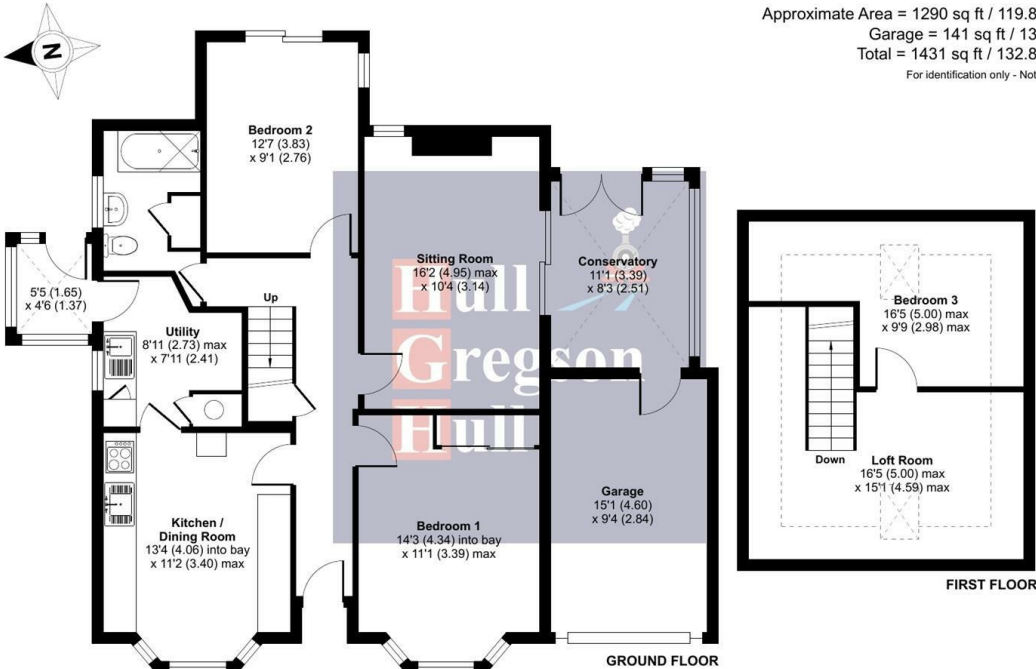 Approximate Area = 1290 sq ft / 119.8
Garage = 141 sq ft / 13
Total = 1431 sq ft / 132.8
For identification only - Not
N
Bedroom 2
12'7 (3.83)
x 9'1 (2.76)
Sitting Room
16'2 (4.95) max
x 10'4 (3.14)
Conservatory
11'1 (3.39)
x 8'3 (2.51)
5'5 (1.65)
x 4'6 (1.37)
Up
Utility
8'11 (2.73) max
x 7'11 (2.41)
Hull
Gregson
Hull
Bedroom 3
16'5 (5.00) max
x 9'9 (2.98) max
Down
Loft Room
16'5 (5.00) max
x 15'1 (4.59) max
Kitchen /
Dining Room
13'4 (4.06) into bay
x 11'2 (3.40) max
Bedroom 1
14'3 (4.34) into bay
x 11'1 (3.39) max
Garage
15'1 (4.60)
x 9'4 (2.84)
FIRST FLOOR
GROUND FLOOR